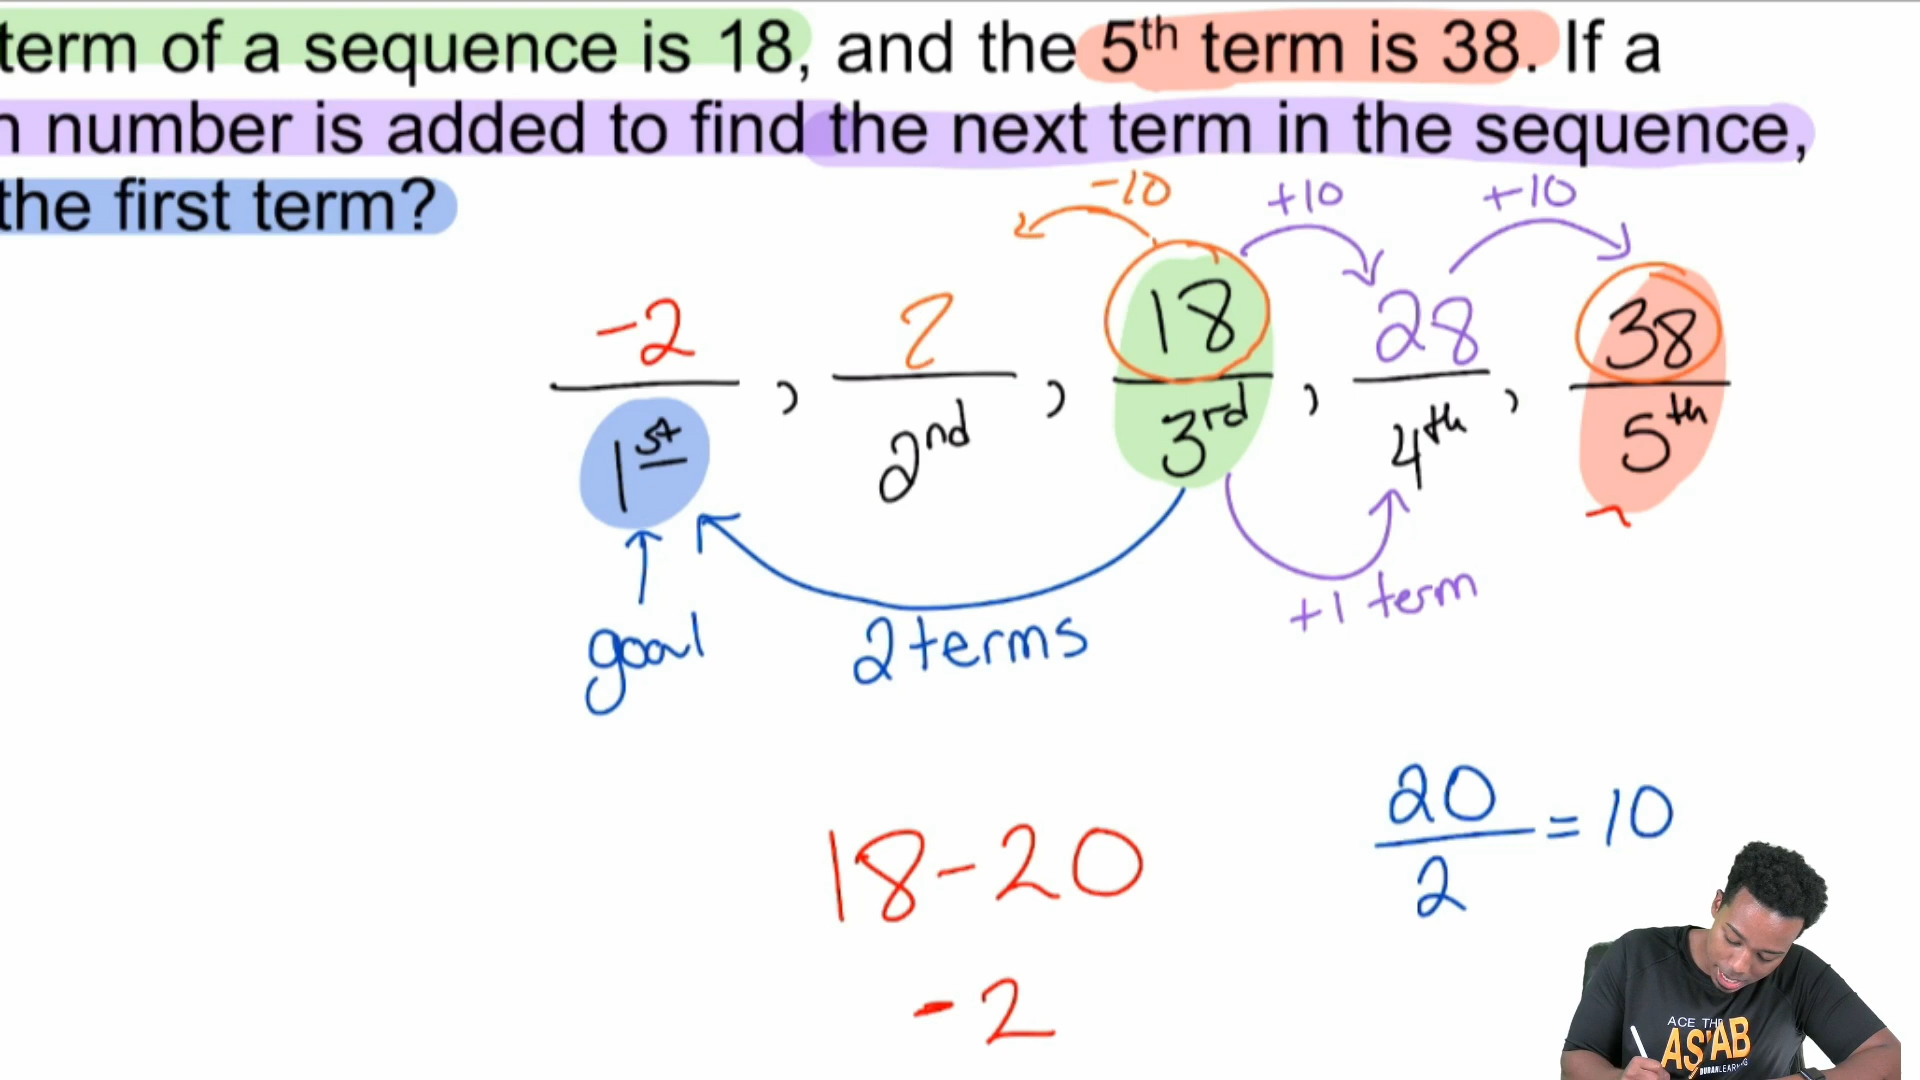 term of a sequence is 18, and the 5th term is 38. If a
n number is added to find the next term in the sequence,
the first term?
-10 +10 +10
-2 , 2 , 18 , 28 , 38
1st 2nd 3rd 4th 5th
+1 term
goal 2 terms
20/2 = 10
18-20
-2
ACE THE
ASVAB